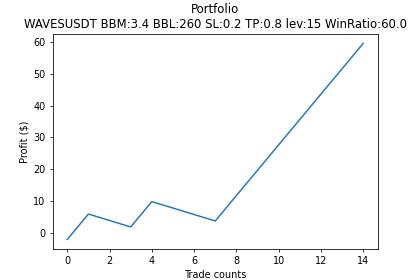 Portfolio
WAVESUSDT BBM:3.4 BBL:260 SL:0.2 TP:0.8 lev:15 WinRatio:60.0
60
50
40
30
20
10
0
Profit ($)
0 2 4 6 8 10 12 14
Trade counts